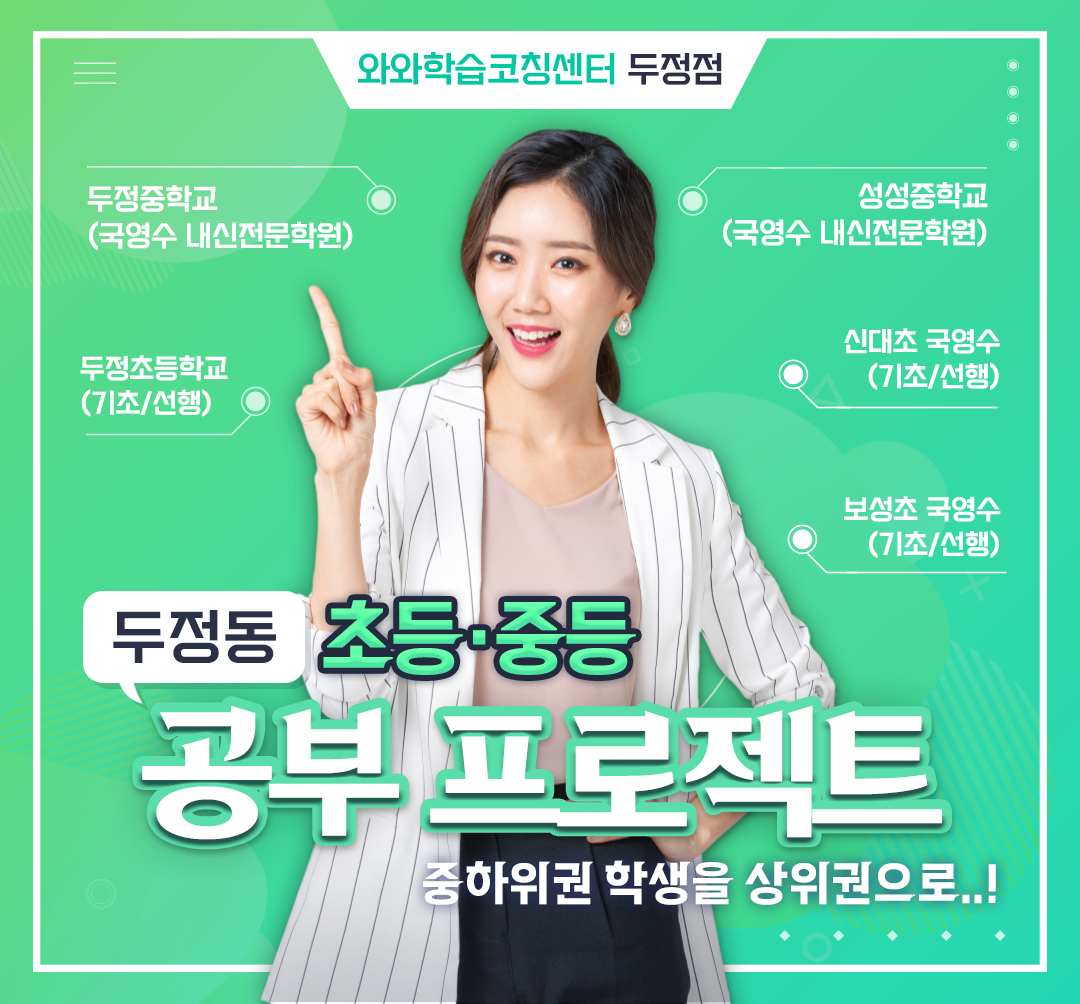 와와학습코칭센터 두정점
두정중학교
(국영수 내신전문학원)
성성중학교
(국영수 내신전문학원)
두정초등학교
(기초/선행)
신대초 국영수
(기초/선행)
보성초 국영수
(기초/선행)
두정동 초등·중등
공부 프로젝트
중하위권 학생을 상위권으로..!